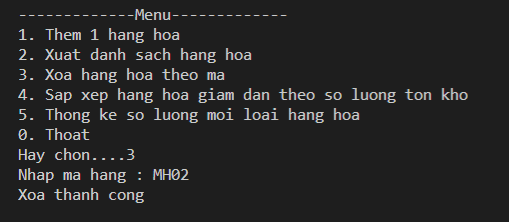 -------------Menu-------------
1. Them 1 hang hoa
2. Xuat danh sach hang hoa
3. Xoa hang hoa theo ma
4. Sap xep hang hoa giam dan theo so luong ton kho
5. Thong ke so luong moi loai hang hoa
0. Thoat
Hay chon....3
Nhap ma hang : MH02
Xoa thanh cong